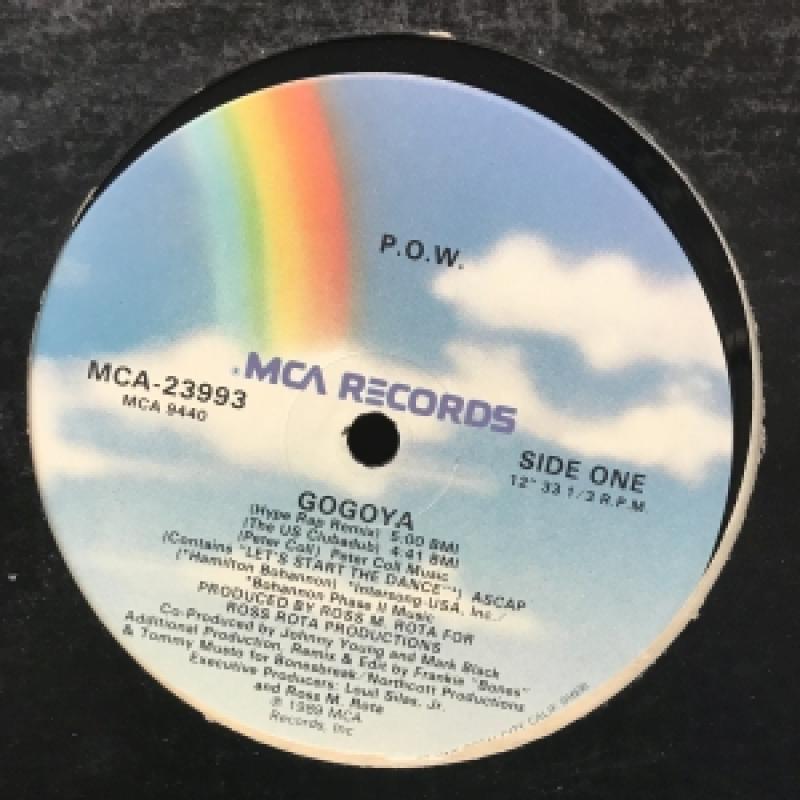 P.O.W.
MCA RECORDS
MCA-23993
MCA 9440
SIDE ONE
12" 33 1/3 R.P.M.
GOGOYA
(Hype Rap Remix) 5:00 BMI
(The US Clubadub) 4:41 BMI
(Peter Coll) Peter Coll Music
(Contains "LET'S START THE DANCE"*) ASCAP
(*Hamilton Bohannon) *Intersong-USA, Inc./
*Bohannon Phase II Music
PRODUCED BY ROSS M. ROTA FOR
ROSS ROTA PRODUCTIONS
Co-Produced by Johnny Young and Mark Black
Additional Production, Remix & Edit by Frankie "Bones"
& Tommy Musto for Bonesbreak/Northcott Productions
Executive Producers: Louil Silas, Jr.
and Ross M. Rota
℗ 1989 MCA
Records, Inc